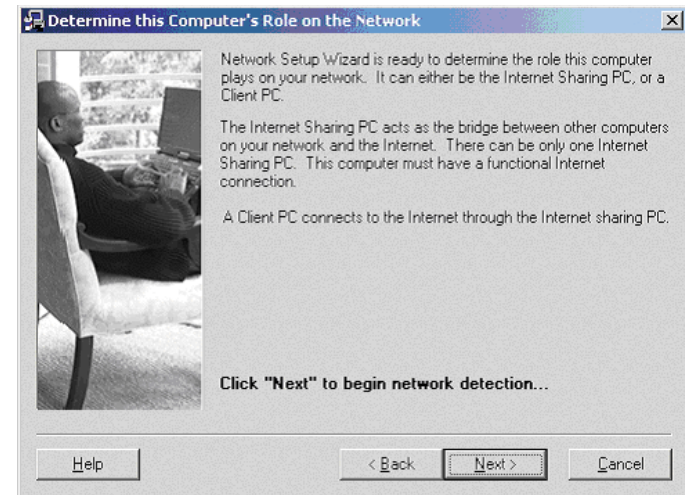 Determine this Computer's Role on the Network
Network Setup Wizard is ready to determine the role this computer
plays on your network. It can either be the Internet Sharing PC, or a
Client PC.
The Internet Sharing PC acts as the bridge between other computers
on your network and the Internet. There can be only one Internet
Sharing PC. This computer must have a functional Internet
connection.
A Client PC connects to the Internet through the Internet sharing PC.
Click "Next" to begin network detection...
Help
< Back
Next >
Cancel